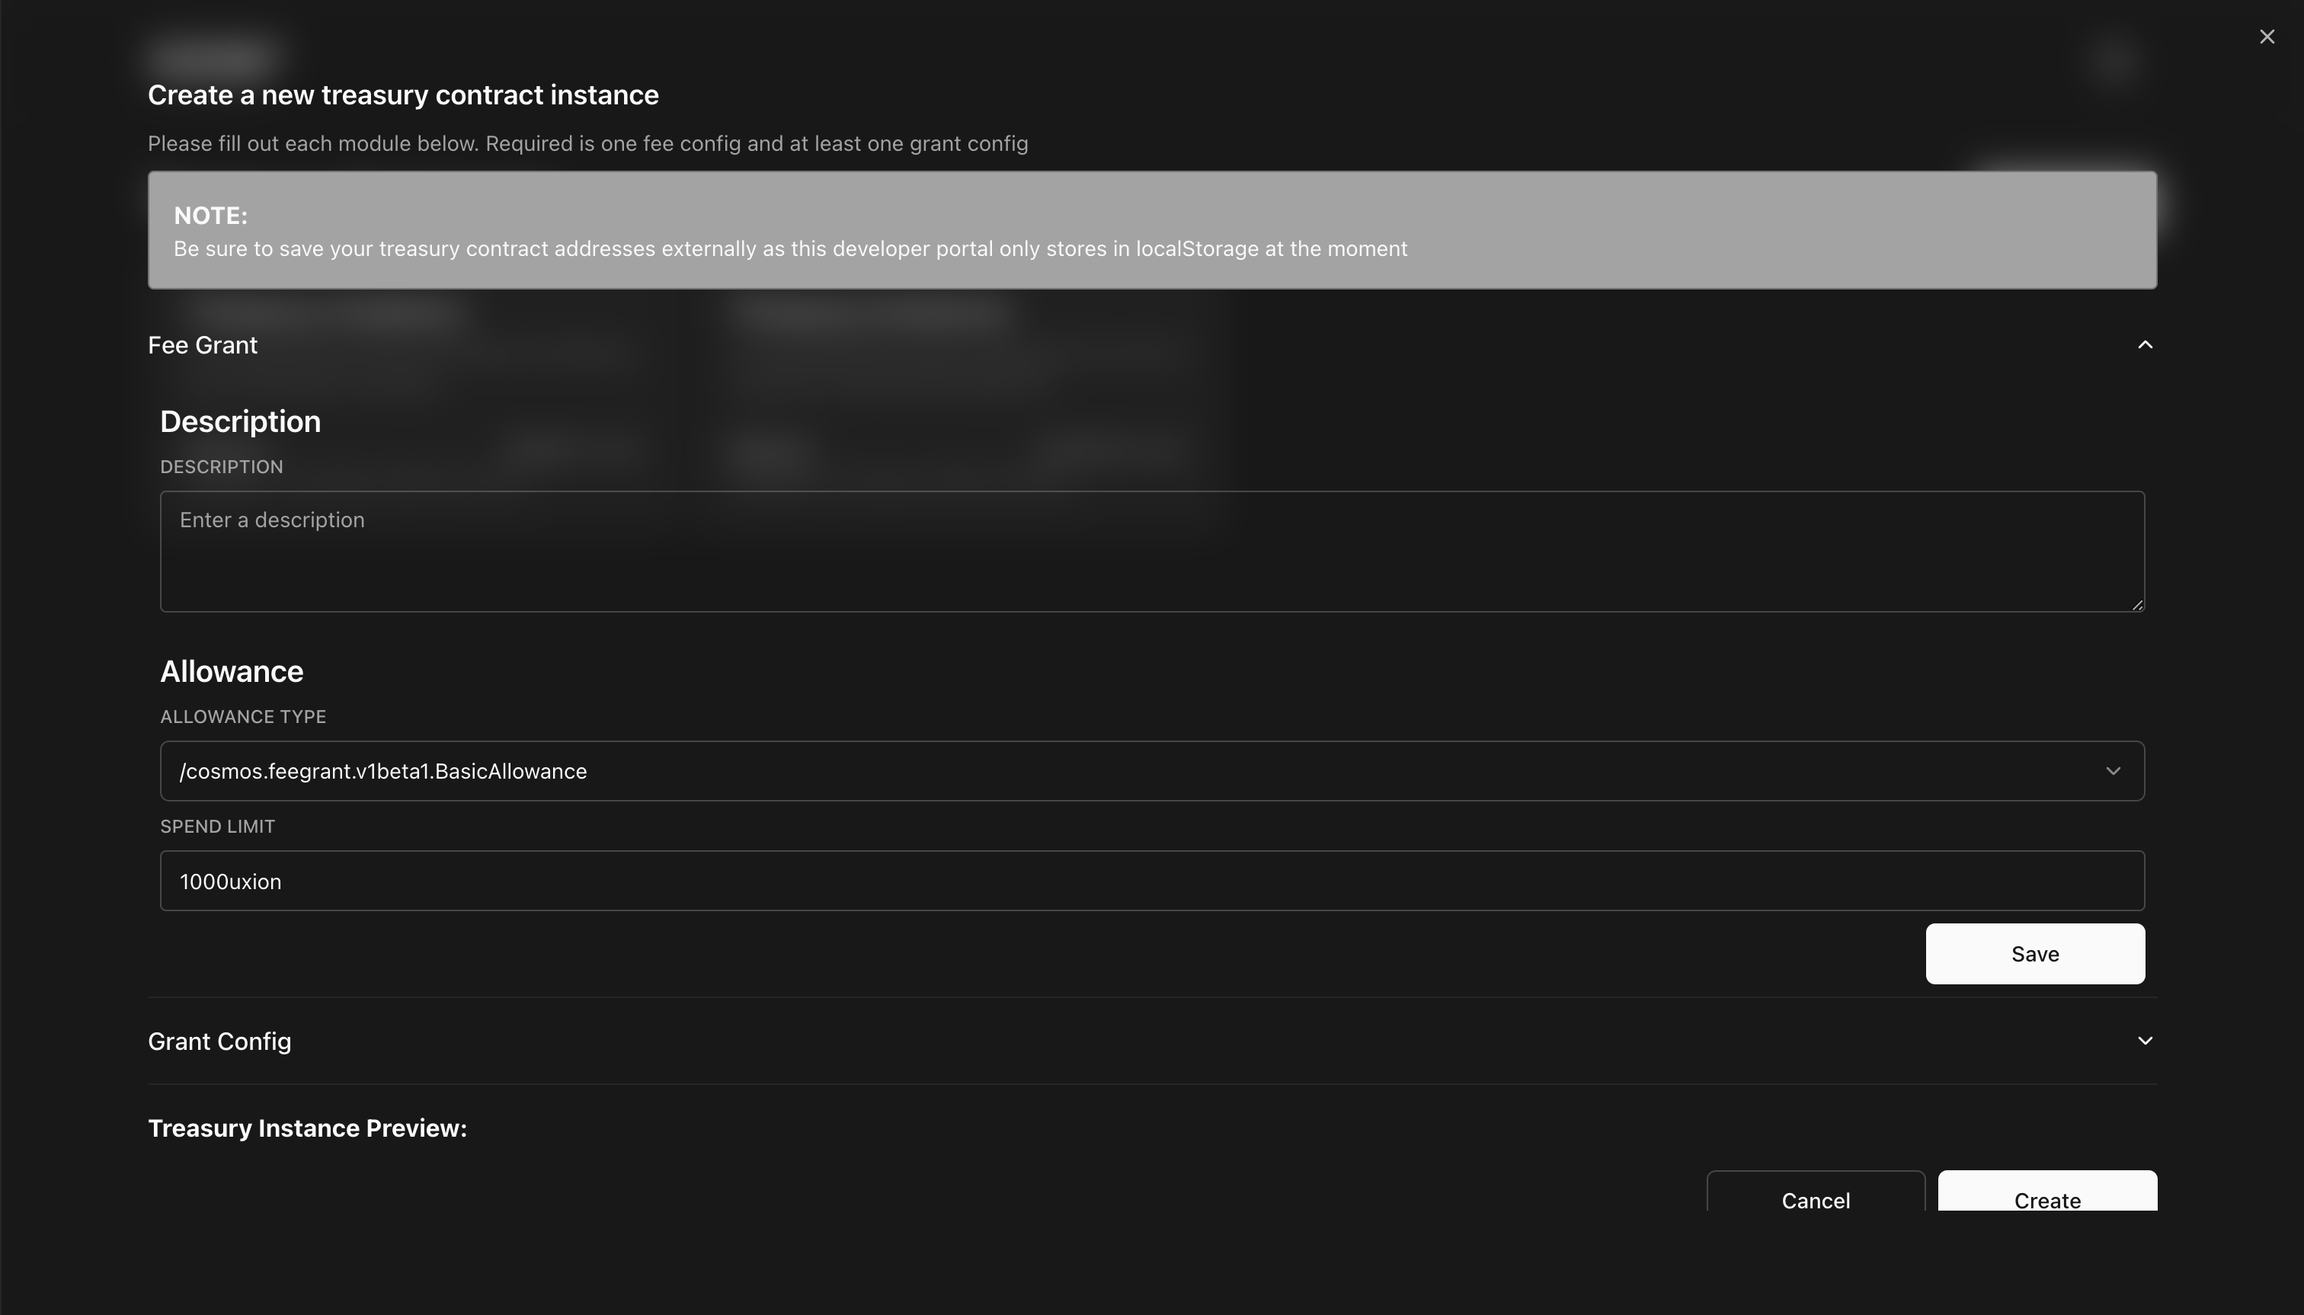 Create a new treasury contract instance
Please fill out each module below. Required is one fee config and at least one grant config
NOTE:
Be sure to save your treasury contract addresses externally as this developer portal only stores in localStorage at the moment
Fee Grant
Description
DESCRIPTION
Enter a description
Allowance
ALLOWANCE TYPE
/cosmos.feegrant.v1beta1.BasicAllowance
SPEND LIMIT
1000uxion
Save
Grant Config
Treasury Instance Preview:
Cancel
Create